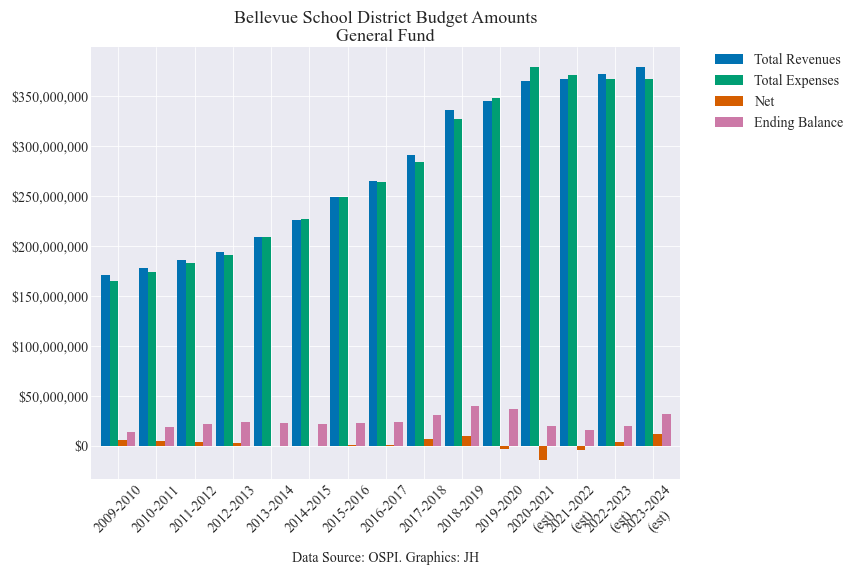 Bellevue School District Budget Amounts
General Fund
Total Revenues
Total Expenses
Net
Ending Balance
$350,000,000
$300,000,000
$250,000,000
$200,000,000
$150,000,000
$100,000,000
$50,000,000
$0
2009-2010
2010-2011
2011-2012
2012-2013
2013-2014
2014-2015
2015-2016
2016-2017
2017-2018
2018-2019
2019-2020
2020-2021
(est)
2021-2022
(est)
2022-2023
(est)
2023-2024
(est)
Data Source: OSPI. Graphics: JH